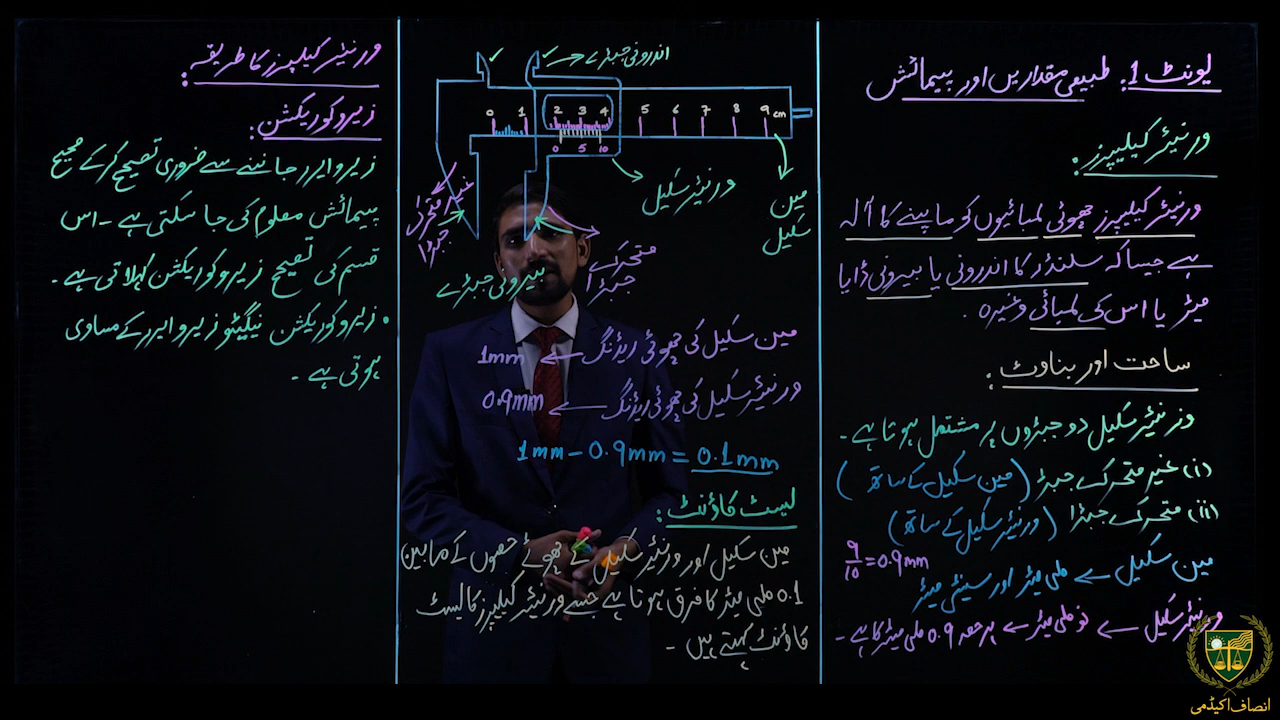 یونٹ 1: طبیعی مقداریں اور پیمائش
ورنیئر کیلیپرز:
ورنیئر کیلیپرز چھوٹی لمبائیوں کو ماپنے کا آلہ
ہے جیسا کہ سلنڈر کا اندرونی یا بیرونی ڈایا
میٹر یا اس کی لمبائی وغیرہ۔
ساخت اور بناوٹ:
ورنیئر سکیل دو جبڑوں پر مشتمل ہوتا ہے۔
(i) غیر متحرک جبڑا (مین سکیل کے ساتھ)
(ii) متحرک جبڑا (ورنیئر سکیل کے ساتھ)
9/10 = 0.9mm
مین سکیل ← ملی میٹر اور سینٹی میٹر
ورنیئر سکیل ← نو ملی میٹر ← ہر حصہ 0.9 ملی میٹر کا ہے۔
اندرونی جبڑے
0 1 2 3 4 5 6 7 8 9 cm
0 5 10
غیر متحرک
جبڑا
ورنیئر سکیل
مین
سکیل
متحرک
جبڑا
بیرونی جبڑے
مین سکیل کی چھوٹی ریڈنگ ← 1mm
ورنیئر سکیل کی چھوٹی ریڈنگ ← 0.9mm
1mm - 0.9mm = 0.1mm
لیسٹ کاؤنٹ:
مین سکیل اور ورنیئر سکیل کے چھوٹے حصوں کے مابین
0.1 ملی میٹر کا فرق ہوتا ہے جسے ورنیئر کیلیپرز کا لیسٹ
کاؤنٹ کہتے ہیں۔
ورنیئر کیلیپرز کا طریقہ:
زیرو کوریکشن:
زیرو ایرر جاننے سے ضروری تصحیح کر کے صحیح
پیمائش معلوم کی جا سکتی ہے۔ اس
قسم کی تصحیح زیرو کوریکشن کہلاتی ہے۔
• زیرو کوریکشن نیگیٹو زیرو ایرر کے مساوی
ہوتی ہے۔
انصاف اکیڈمی